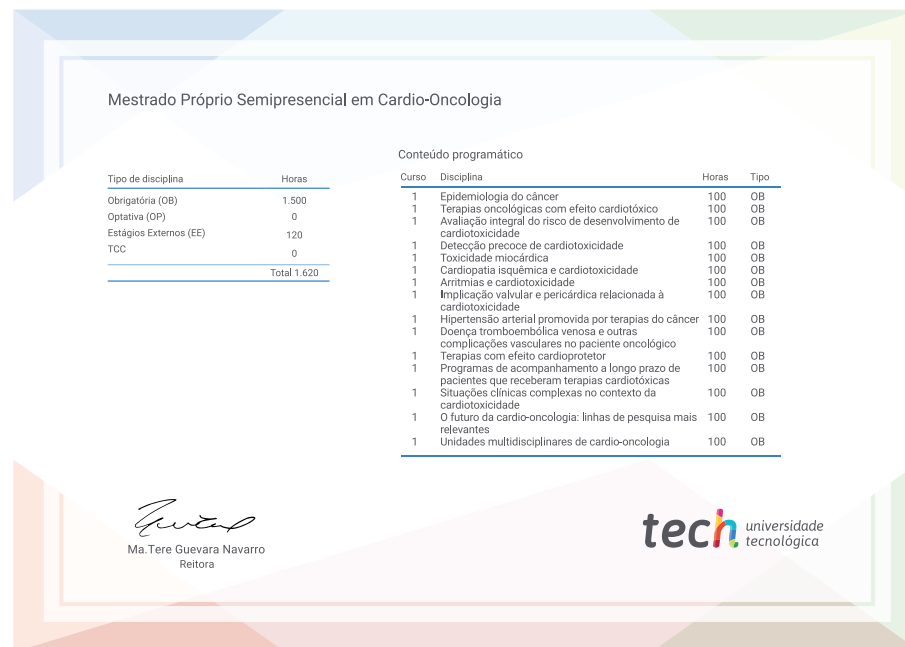 Mestrado Próprio Semipresencial em Cardio-Oncologia
Tipo de disciplina Horas
Obrigatória (OB) 1.500
Optativa (OP) 0
Estágios Externos (EE) 120
TCC 0
Total 1.620
Conteúdo programático
Curso Disciplina Horas Tipo
1 Epidemiologia do câncer 100 OB
1 Terapias oncológicas com efeito cardiotóxico 100 OB
1 Avaliação integral do risco de desenvolvimento de 100 OB
cardiotoxicidade
1 Detecção precoce de cardiotoxicidade 100 OB
1 Toxicidade miocárdica 100 OB
1 Cardiopatia isquêmica e cardiotoxicidade 100 OB
1 Arritmias e cardiotoxicidade 100 OB
1 Implicação valvular e pericárdica relacionada à 100 OB
cardiotoxicidade
1 Hipertensão arterial promovida por terapias do câncer 100 OB
1 Doença tromboembólica venosa e outras 100 OB
complicações vasculares no paciente oncológico
1 Terapias com efeito cardioprotetor 100 OB
1 Programas de acompanhamento a longo prazo de 100 OB
pacientes que receberam terapias cardiotóxicas
1 Situações clínicas complexas no contexto da 100 OB
cardiotoxicidade
1 O futuro da cardio-oncologia: linhas de pesquisa mais 100 OB
relevantes
1 Unidades multidisciplinares de cardio-oncologia 100 OB
Ma.Tere Guevara Navarro
Reitora
tech universidade
tecnológica